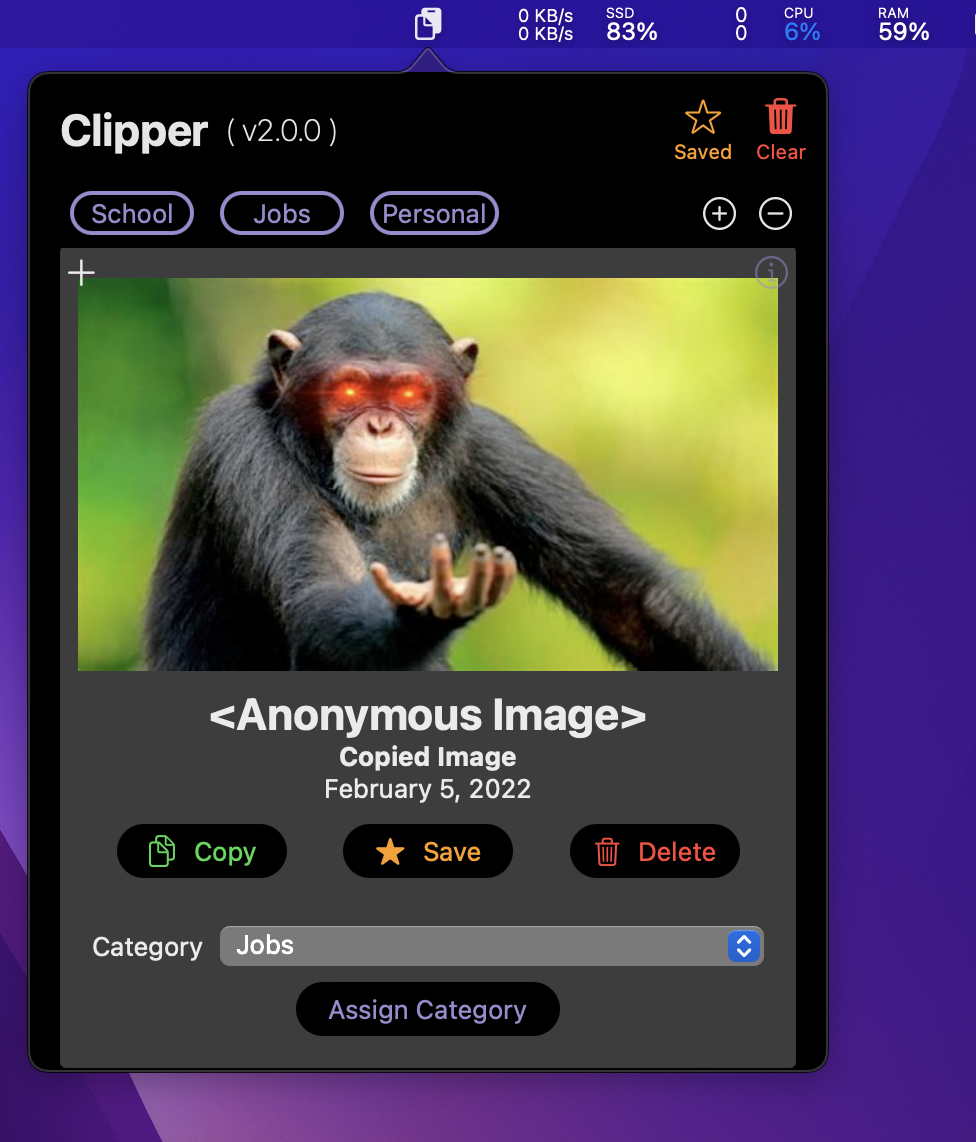 0 KB/s SSD 0 CPU RAM
0 KB/s 83% 0 6% 59%
Clipper ( v2.0.0 )
Saved Clear
School Jobs Personal
<Anonymous Image>
Copied Image
February 5, 2022
Copy Save Delete
Category Jobs
Assign Category